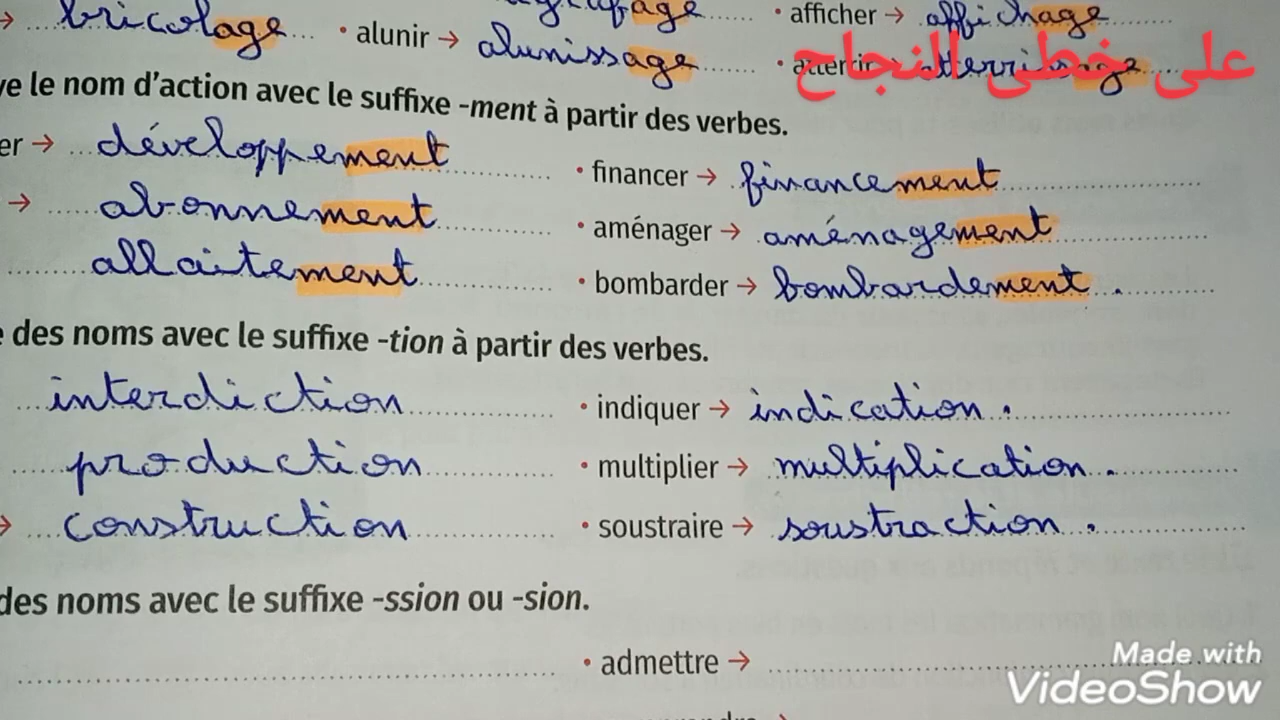 → bricolage
• alunir → alunissage
• afficher → affichage
على خطى النجاح
le nom d'action avec le suffixe -ment à partir des verbes.
er → développement
• financer → financement
→ abonnement
• aménager → aménagement
allaitement
• bombarder → bombardement.
des noms avec le suffixe -tion à partir des verbes.
interdiction
• indiquer → indication.
production
• multiplier → multiplication.
→ construction
• soustraire → soustraction.
des noms avec le suffixe -ssion ou -sion.
• admettre →
Made with
VideoShow